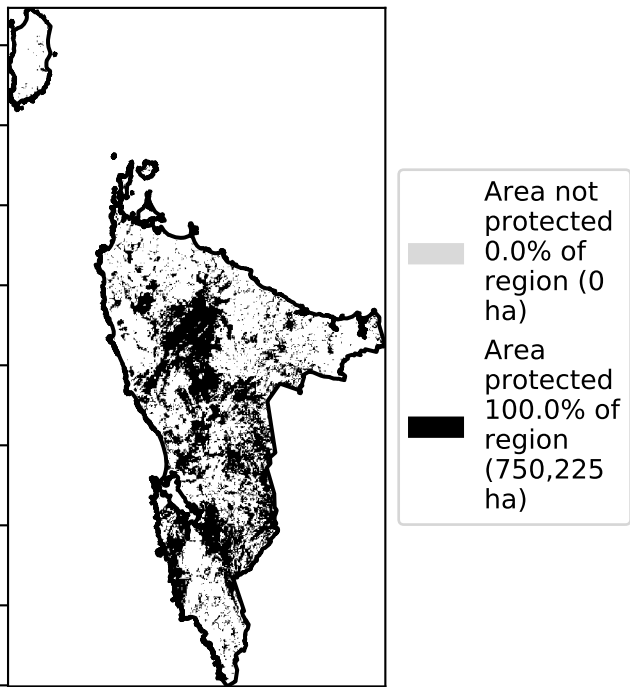 Area not
protected
0.0% of
region (0
ha)
Area
protected
100.0% of
region
(750,225
ha)